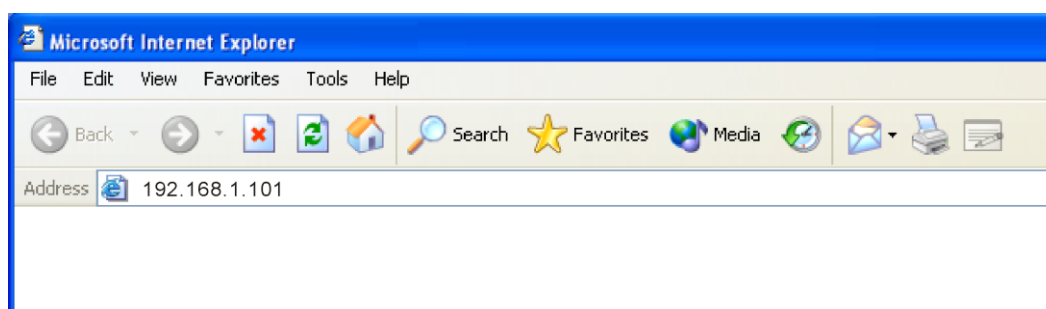 Microsoft Internet Explorer
File Edit View Favorites Tools Help
Back Search Favorites Media
Address 192.168.1.101